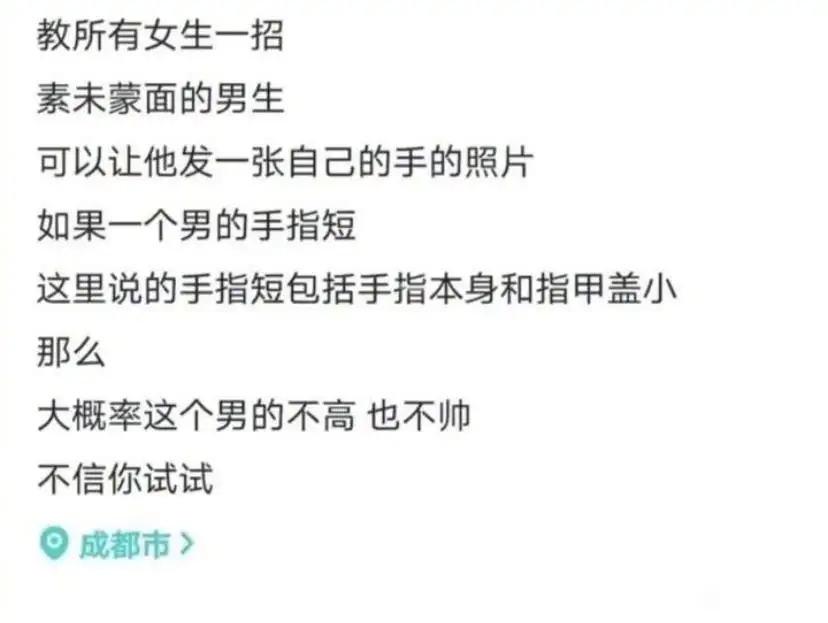 教所有女生一招
素未蒙面的男生
可以让他发一张自己的手的照片
如果一个男的手指短
这里说的手指短包括手指本身和指甲盖小
那么
大概率这个男的不高 也不帅
不信你试试
成都市 >